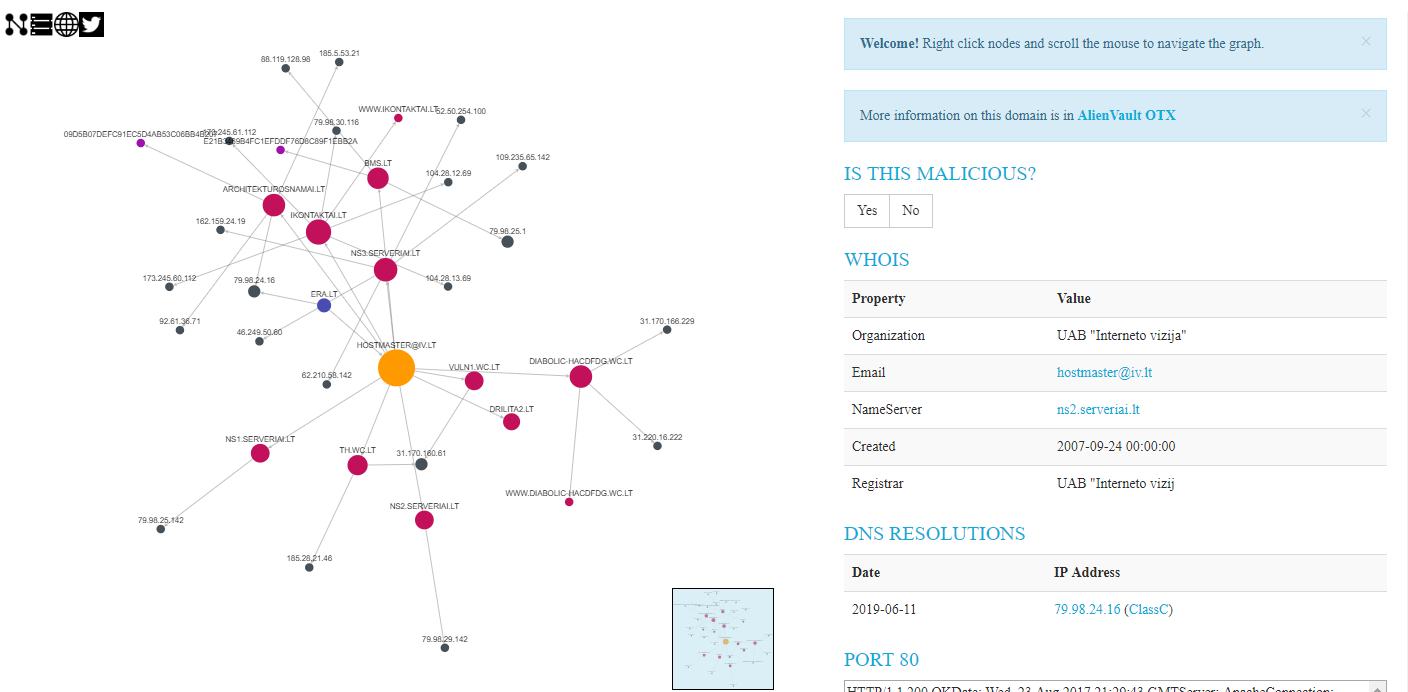 185.5.53.21
88.119.128.98
WWW.IKONTAKTAI.LT
52.50.254.100
79.98.30.116
09D5B07DEFC91EC5D4AB53C06BB4E207
173.245.61.112
109.235.65.142
BMS.LT
104.28.12.69
ARCHITEKTUROSNAMAI.LT
IKONTAKTAI.LT
162.159.24.19
79.98.25.1
NS3.SERVERIAI.LT
173.245.60.112
79.98.24.16
104.28.13.69
ERA.LT
92.61.36.71
31.170.166.229
46.249.50.60
HOSTMASTER@IV.LT
DIABOLIC-HACDFDG.WC.LT
VULN1.WC.LT
62.210.58.142
DRILITA2.LT
31.220.16.222
NS1.SERVERIAI.LT
TH.WC.LT
31.170.160.61
WWW.DIABOLIC-HACDFDG.WC.LT
NS2.SERVERIAI.LT
79.98.25.142
185.28.21.46
79.98.29.142
Welcome! Right click nodes and scroll the mouse to navigate the graph.
×
More information on this domain is in AlienVault OTX
×
IS THIS MALICIOUS?
Yes No
WHOIS
Property Value
Organization UAB "Interneto vizija"
Email hostmaster@iv.lt
NameServer ns2.serveriai.lt
Created 2007-09-24 00:00:00
Registrar UAB "Interneto vizij
DNS RESOLUTIONS
Date IP Address
2019-06-11 79.98.24.16 (ClassC)
PORT 80
HTTP/1.1 200 OKDate: Wed, 23 Aug 2017 21:29:43 GMTServer: ApacheConnection: